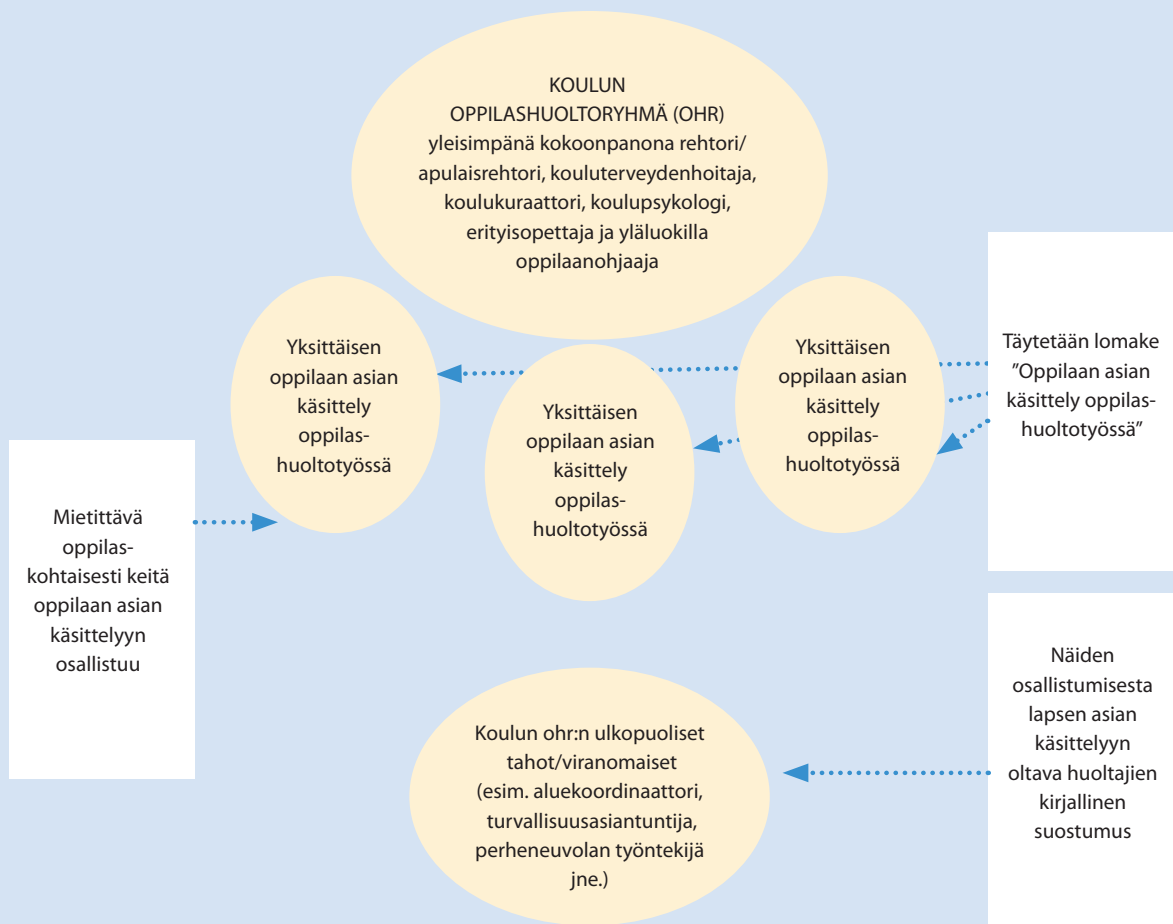 KOULUN
OPPILASHUOLTORYHMÄ (OHR)
yleisimpänä kokoonpanona rehtori/
apulaisrehtori, kouluterveydenhoitaja,
koulukuraattori, koulupsykologi,
erityisopettaja ja yläluokilla
oppilaanohjaaja
Yksittäisen
oppilaan asian
käsittely
oppilas-
huoltotyössä
Yksittäisen
oppilaan asian
käsittely
oppilas-
huoltotyössä
Yksittäisen
oppilaan asian
käsittely
oppilas-
huoltotyössä
Täytetään lomake
"Oppilaan asian
käsittely oppilas-
huoltotyössä"
Mietittävä
oppilas-
kohtaisesti keitä
oppilaan asian
käsittelyyn
osallistuu
Koulun ohr:n ulkopuoliset
tahot/viranomaiset
(esim. aluekoordinaattori,
turvallisuusasiantuntija,
perheneuvolan työntekijä
jne.)
Näiden
osallistumisesta
lapsen asian
käsittelyyn
oltava huoltajien
kirjallinen
suostumus